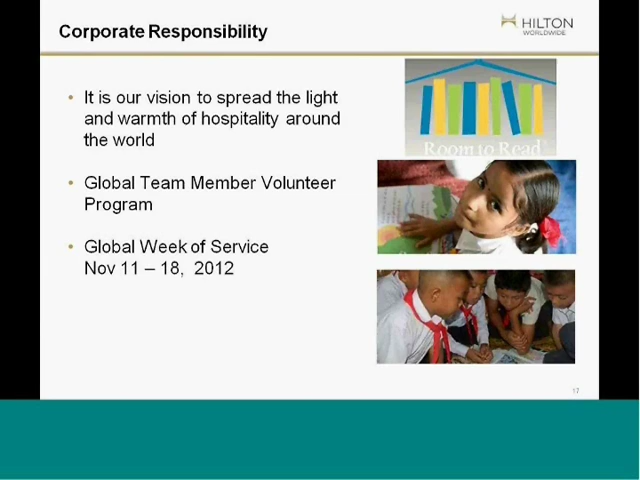 Corporate Responsibility
HILTON
WORLDWIDE
• It is our vision to spread the light
and warmth of hospitality around
the world
• Global Team Member Volunteer
Program
• Global Week of Service
Nov 11 – 18, 2012
Room to Read®
17